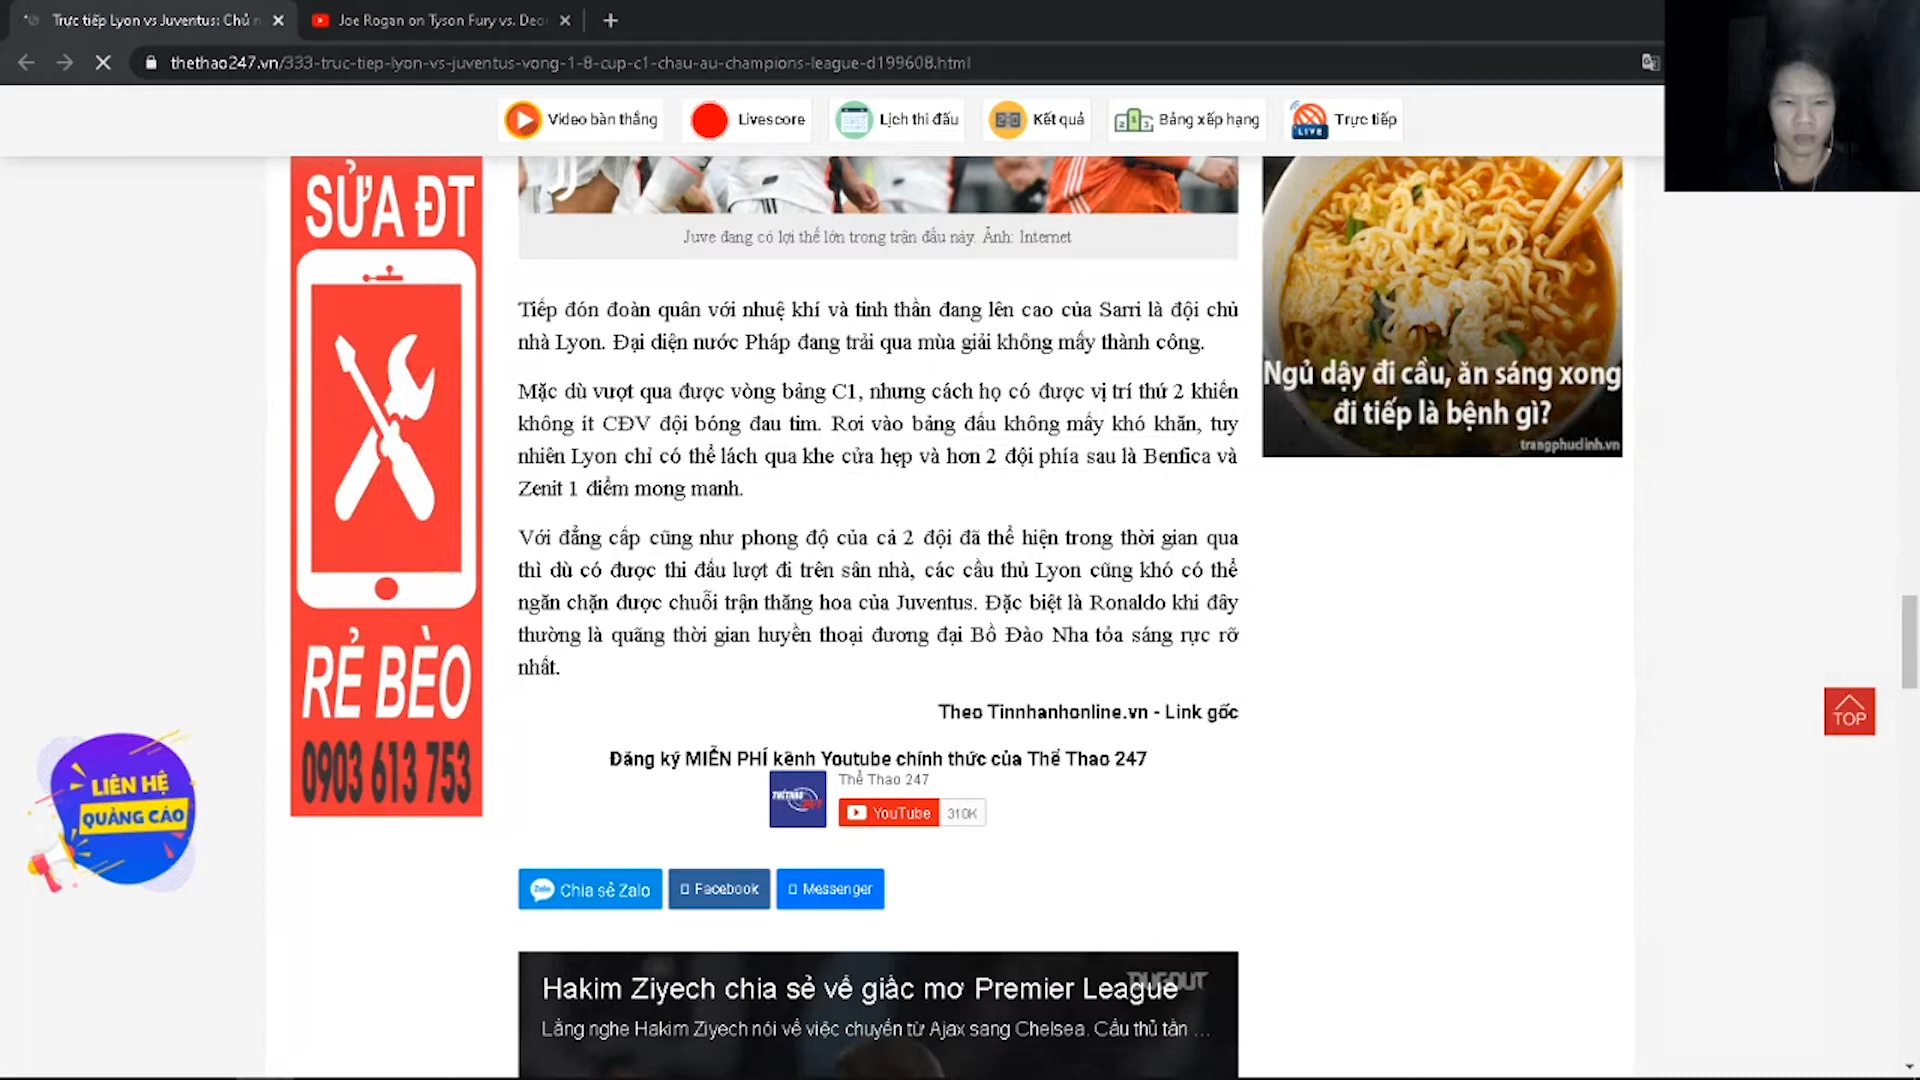 Trực tiếp Lyon vs Juventus: Chủ n
Joe Rogan on Tyson Fury vs. Deo
thethao247.vn/333-truc-tiep-lyon-vs-juventus-vong-1-8-cup-c1-chau-au-champions-league-d199608.html
Video bàn thắng
Livescore
Lịch thi đấu
Kết quả
Bảng xếp hạng
LIVE
Trực tiếp
SỬA ĐT
RẺ BÈO
0903 613 753
Juve đang có lợi thế lớn trong trận đấu này. Ảnh: Internet
Tiếp đón đoàn quân với nhuệ khí và tinh thần đang lên cao của Sarri là đội chủ
nhà Lyon. Đại diện nước Pháp đang trải qua mùa giải không mấy thành công.
Mặc dù vượt qua được vòng bảng C1, nhưng cách họ có được vị trí thứ 2 khiến
không ít CĐV đội bóng đau tim. Rơi vào bảng đấu không mấy khó khăn, tuy
nhiên Lyon chỉ có thể lách qua khe cửa hẹp và hơn 2 đội phía sau là Benfica và
Zenit 1 điểm mong manh.
Với đẳng cấp cũng như phong độ của cả 2 đội đã thể hiện trong thời gian qua
thì dù có được thi đấu lượt đi trên sân nhà, các cầu thủ Lyon cũng khó có thể
ngăn chặn được chuỗi trận thăng hoa của Juventus. Đặc biệt là Ronaldo khi đây
thường là quãng thời gian huyền thoại đương đại Bồ Đào Nha tỏa sáng rực rỡ
nhất.
Theo Tinnhanhonline.vn - Link gốc
Đăng ký MIỄN PHÍ kênh Youtube chính thức của Thể Thao 247
Thể Thao 247
YouTube
310K
Chia sẻ Zalo
Facebook
Messenger
Hakim Ziyech chia sẻ về giấc mơ Premier League
Lắng nghe Hakim Ziyech nói về việc chuyển từ Ajax sang Chelsea. Cầu thủ tấn ...
DUGOUT
Ngủ dậy đi cầu, ăn sáng xong
đi tiếp là bệnh gì?
trangphuclinh.vn
LIÊN HỆ
QUẢNG CÁO
TOP